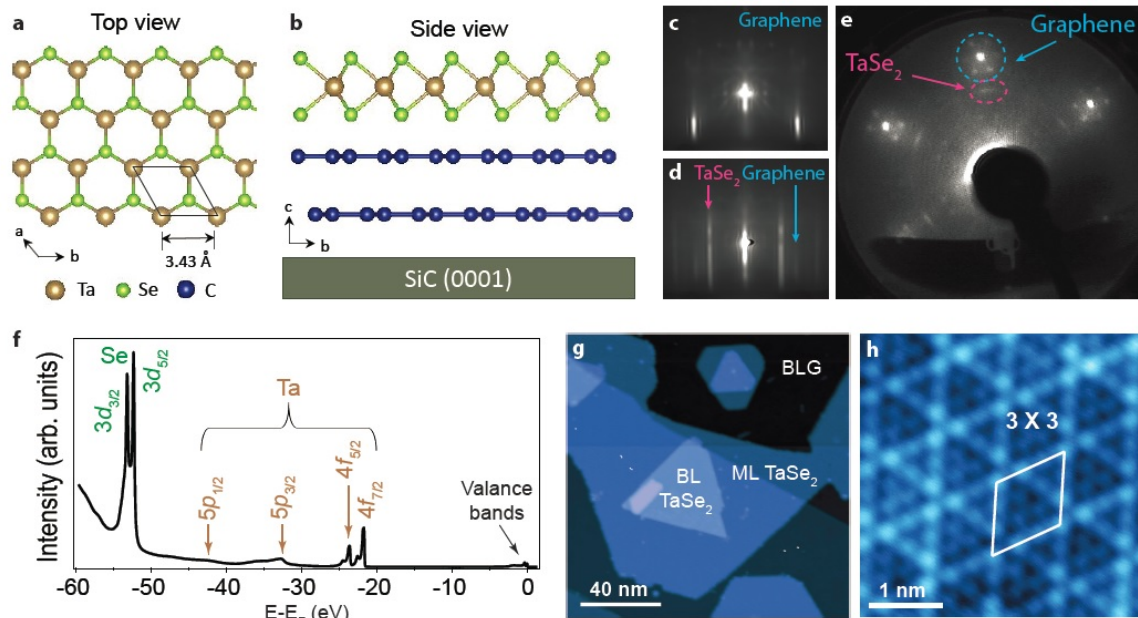 a
Top view
a
b
3.43 Å
Ta
Se
C
b
Side view
c
b
SiC (0001)
c
Graphene
d
TaSe2
Graphene
e
Graphene
TaSe2
f
Intensity (arb. units)
Se
3d3/2
3d5/2
Ta
5p1/2
5p3/2
4f5/2
4f7/2
Valance
bands
-60
-50
-40
-30
-20
-10
0
(eV)
g
BLG
ML TaSe2
BL
TaSe2
40 nm
h
3 X 3
1 nm